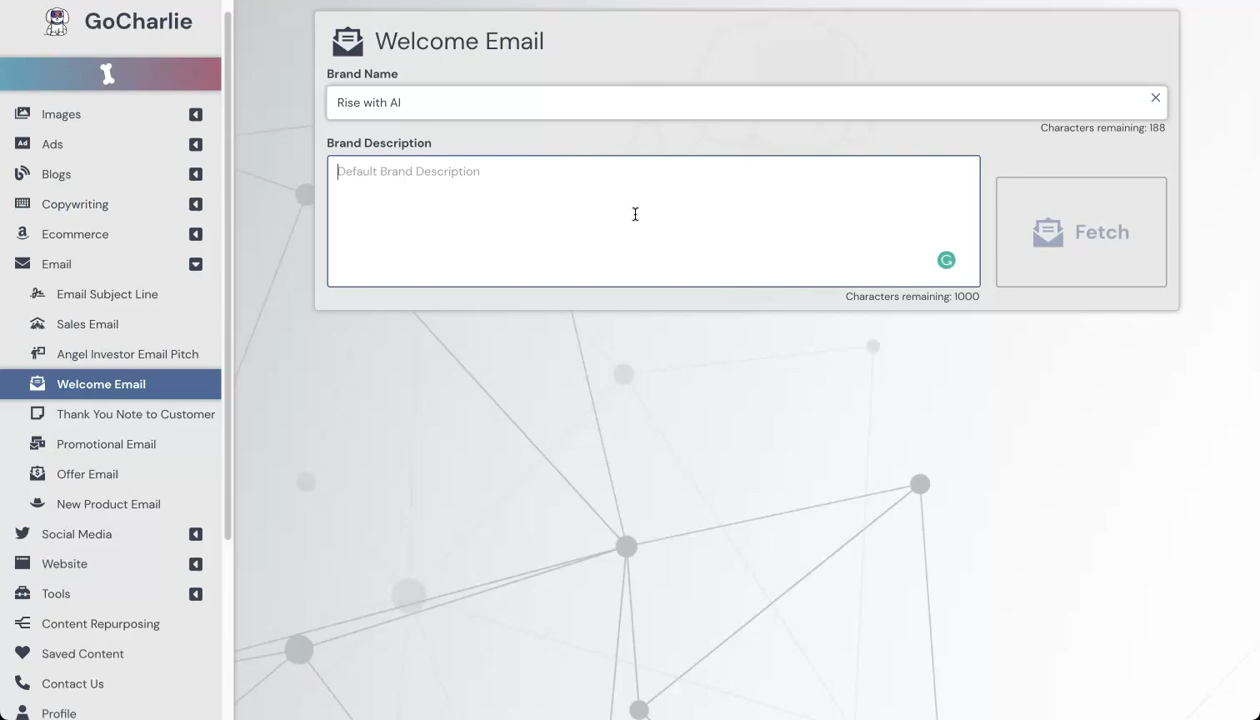 GoCharlie
Images
Ads
Blogs
Copywriting
Ecommerce
Email
Email Subject Line
Sales Email
Angel Investor Email Pitch
Welcome Email
Thank You Note to Customer
Promotional Email
Offer Email
New Product Email
Social Media
Website
Tools
Content Repurposing
Saved Content
Contact Us
Profile
Welcome Email
Brand Name
Rise with AI
Characters remaining: 188
Brand Description
Default Brand Description
Fetch
Characters remaining: 1000